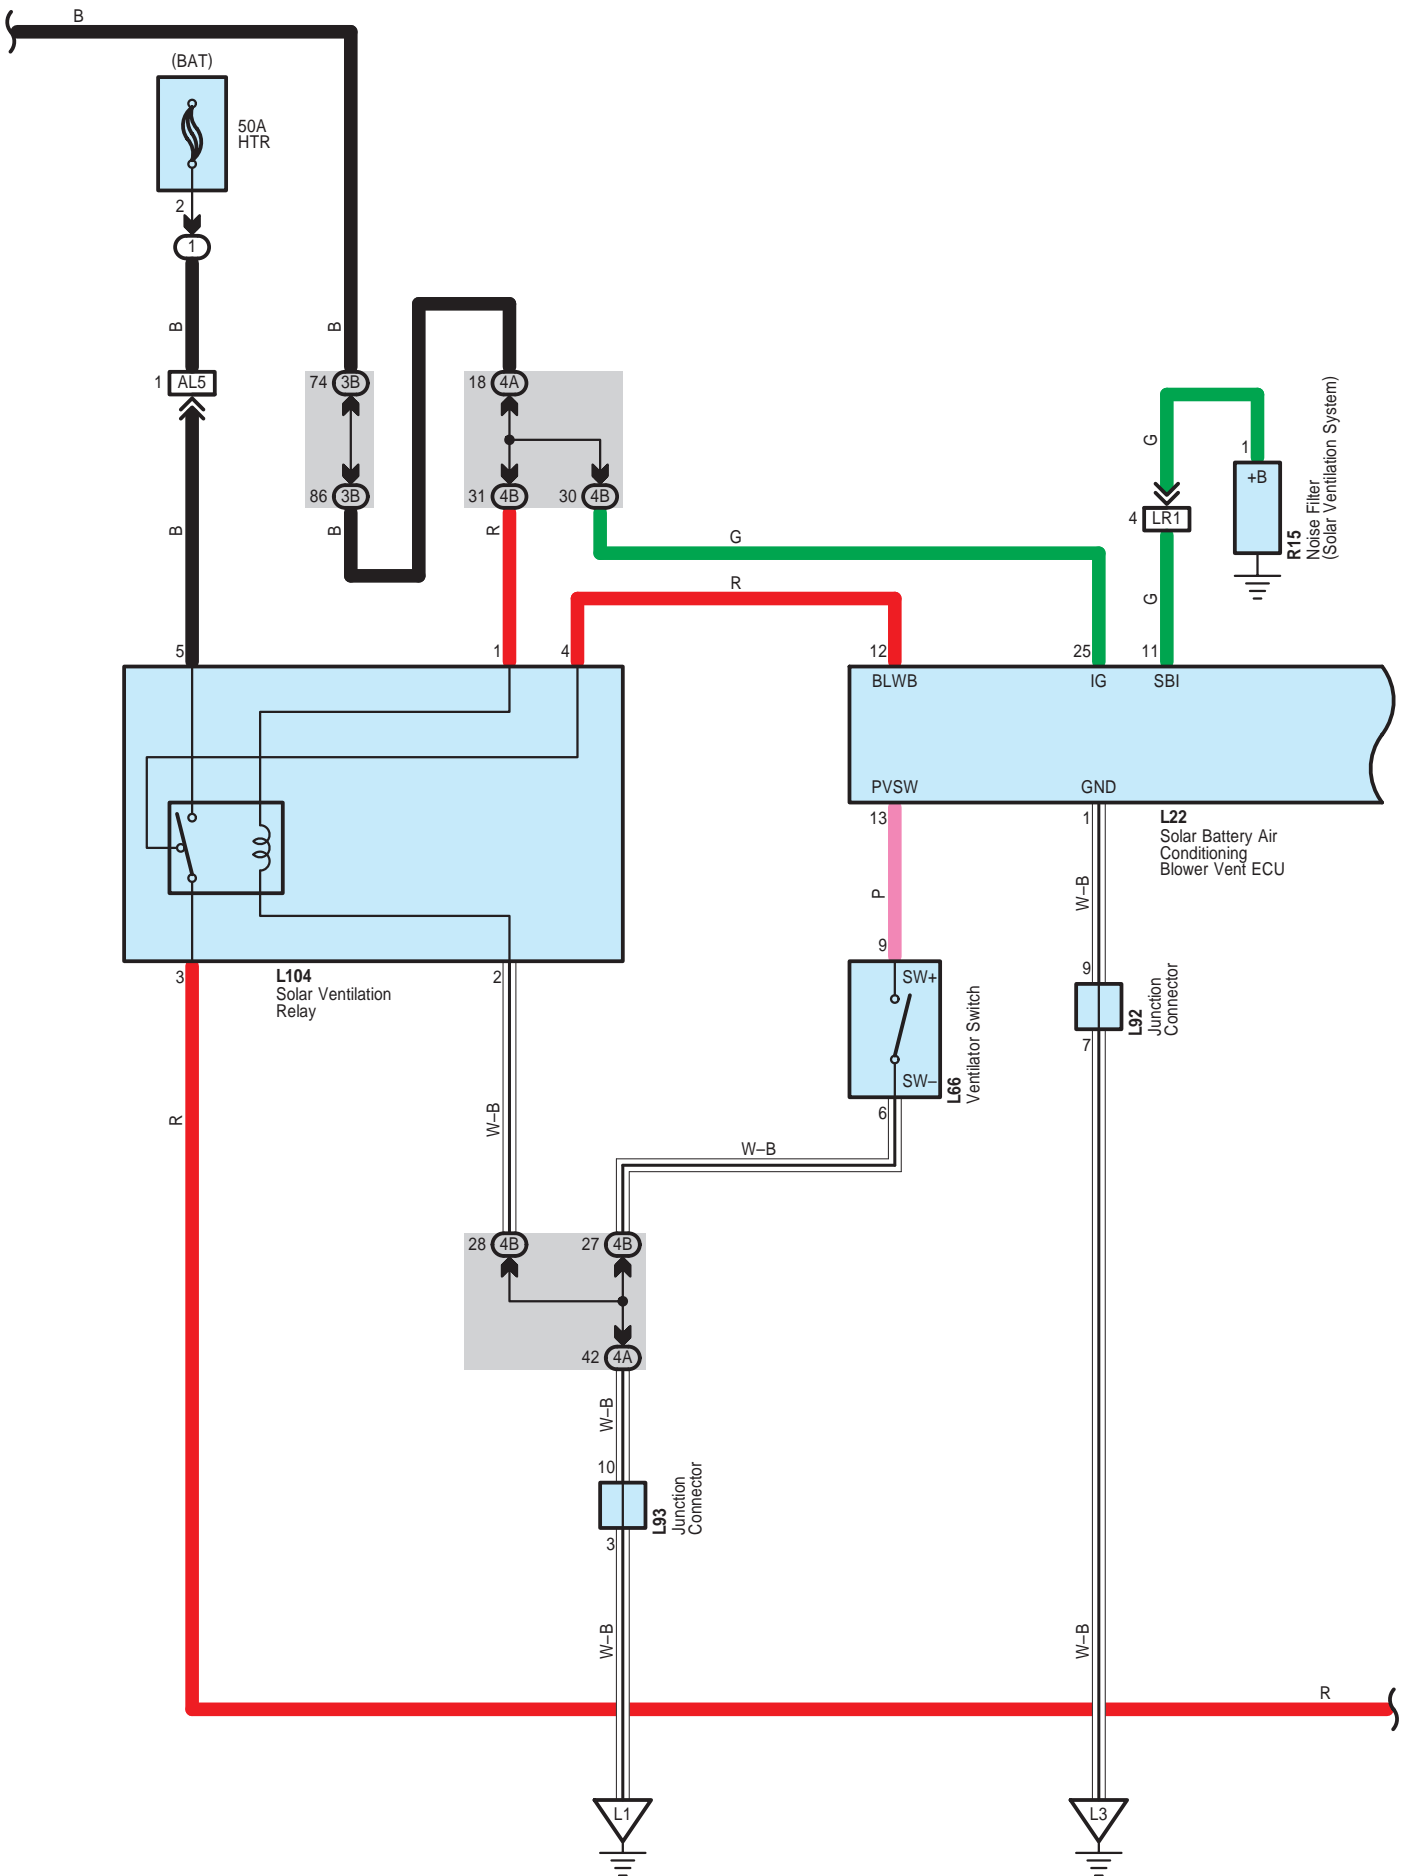 B
(BAT)
50A
HTR
2
1
B
B
1 AL5
74 3B
18 4A
86 3B
31 4B
30 4B
B
B
R
G
R
G
4 LR1
G
1
+B
R15
Noise Filter
(Solar Ventilation System)
5
1
4
12
25
11
BLWB
IG
SBI
PVSW
GND
13
1
L22
Solar Battery Air
Conditioning
Blower Vent ECU
P
W–B
3
L104
Solar Ventilation
Relay
2
9
SW+
SW–
L66
Ventilator Switch
6
9
L92
Junction
Connector
7
R
W–B
W–B
28 4B
27 4B
42 4A
W–B
10
L93
Junction
Connector
3
W–B
W–B
R
L1
L3